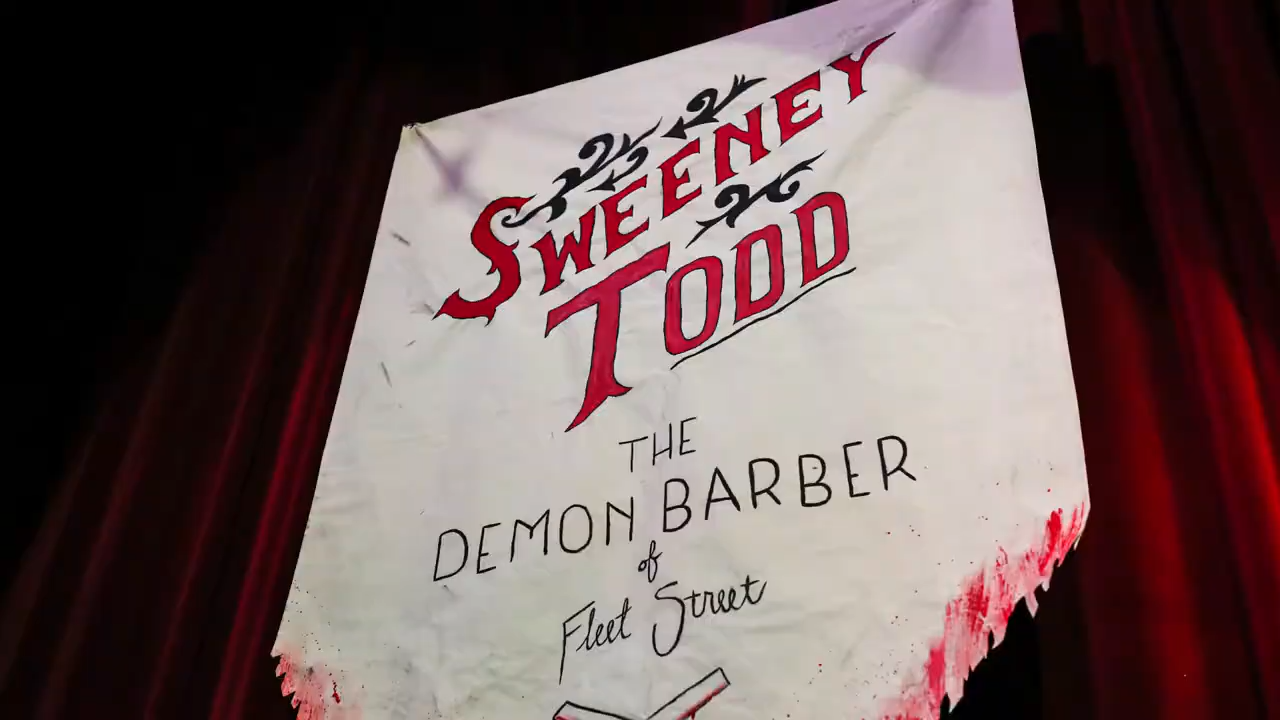 SWEENEY
TODD
THE
DEMON BARBER
of
Fleet Street